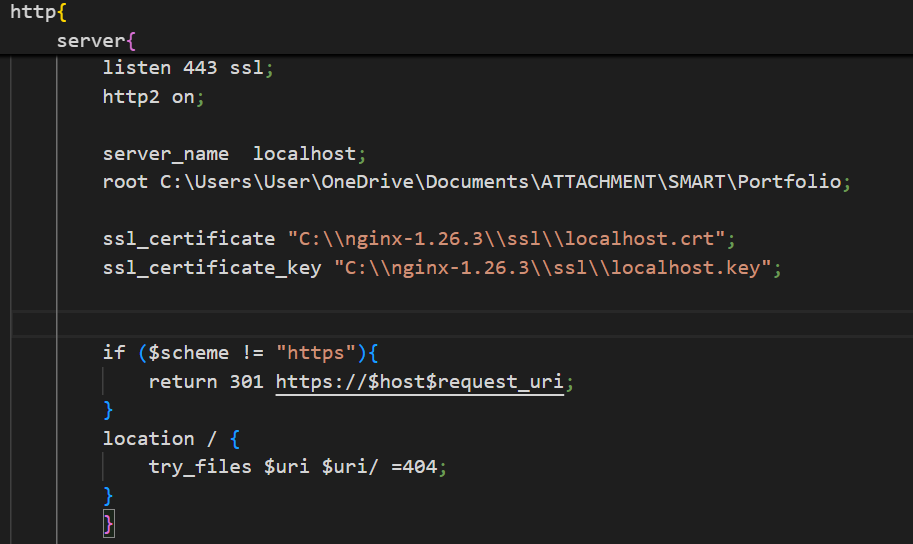 http{
server{
listen 443 ssl;
http2 on;
server_name  localhost;
root C:\Users\User\OneDrive\Documents\ATTACHMENT\SMART\Portfolio;
ssl_certificate "C:\\nginx-1.26.3\\ssl\\localhost.crt";
ssl_certificate_key "C:\\nginx-1.26.3\\ssl\\localhost.key";
if ($scheme != "https"){
return 301 https://$host$request_uri;
}
location / {
try_files $uri $uri/ =404;
}
}